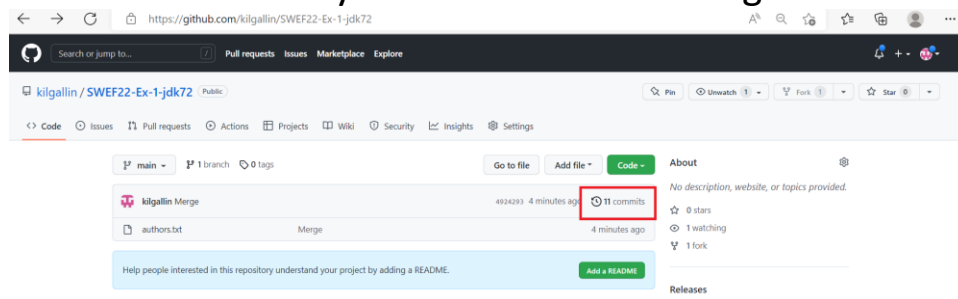 https://github.com/kilgallin/SWEF22-Ex-1-jdk72
Search or jump to... / Pull requests Issues Marketplace Explore
kilgallin / SWEF22-Ex-1-jdk72 Public
Pin Unwatch 1 Fork 1 Star 0
Code Issues Pull requests Actions Projects Wiki Security Insights Settings
main 1 branch 0 tags Go to file Add file Code
About
kilgallin Merge 4924293 4 minutes ago 11 commits
No description, website, or topics provided.
authors.txt Merge 4 minutes ago
0 stars
1 watching
1 fork
Help people interested in this repository understand your project by adding a README. Add a README
Releases